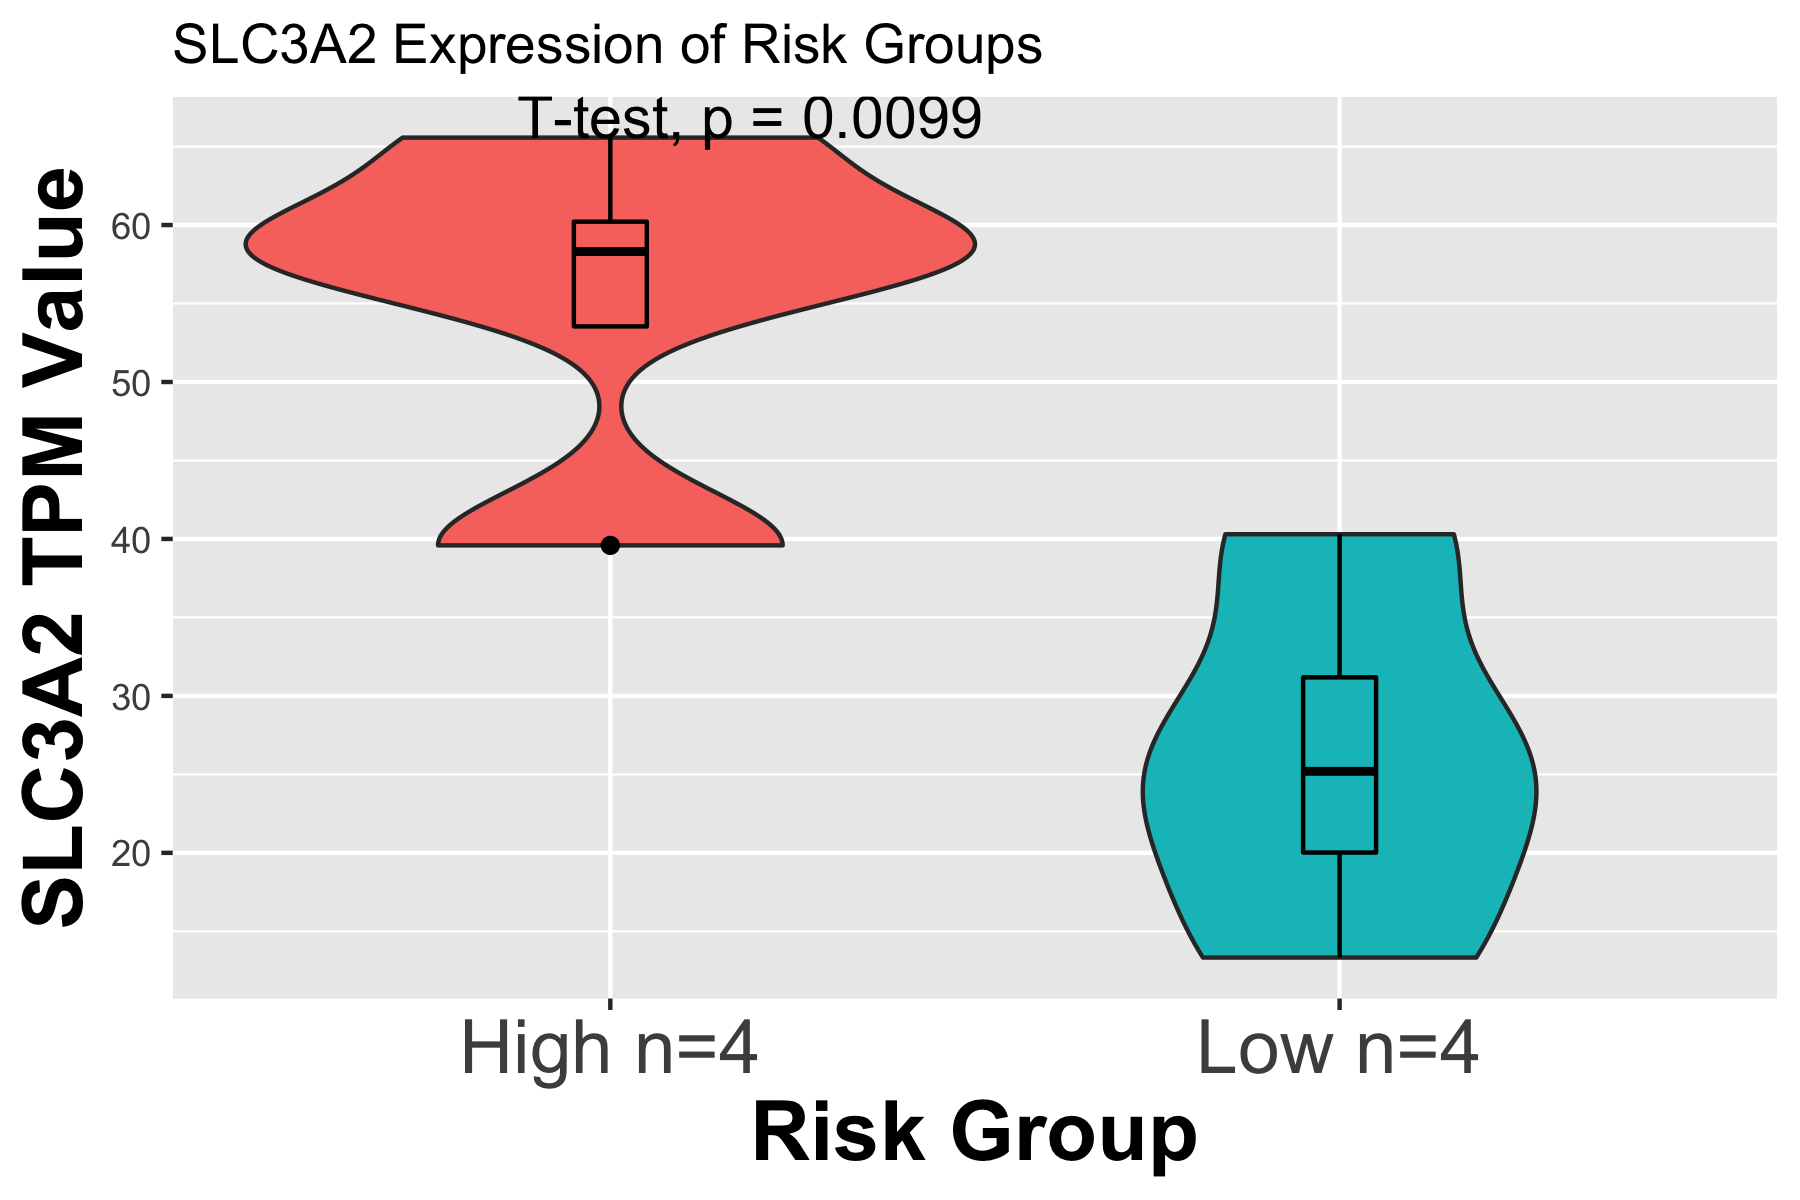 SLC3A2 Expression of Risk Groups
T-test, p = 0.0099
SLC3A2 TPM Value
60
50
40
30
20
High n=4
Low n=4
Risk Group